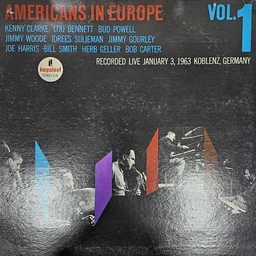 AMERICANS IN EUROPE
VOL. 1
KENNY CLARKE · LOU BENNETT · BUD POWELL
JIMMY WOODE · IDREES SULIEMAN · JIMMY GOURLEY
JOE HARRIS · BILL SMITH · HERB GELLER · BOB CARTER
RECORDED LIVE JANUARY 3, 1963 KOBLENZ, GERMANY
impulse!